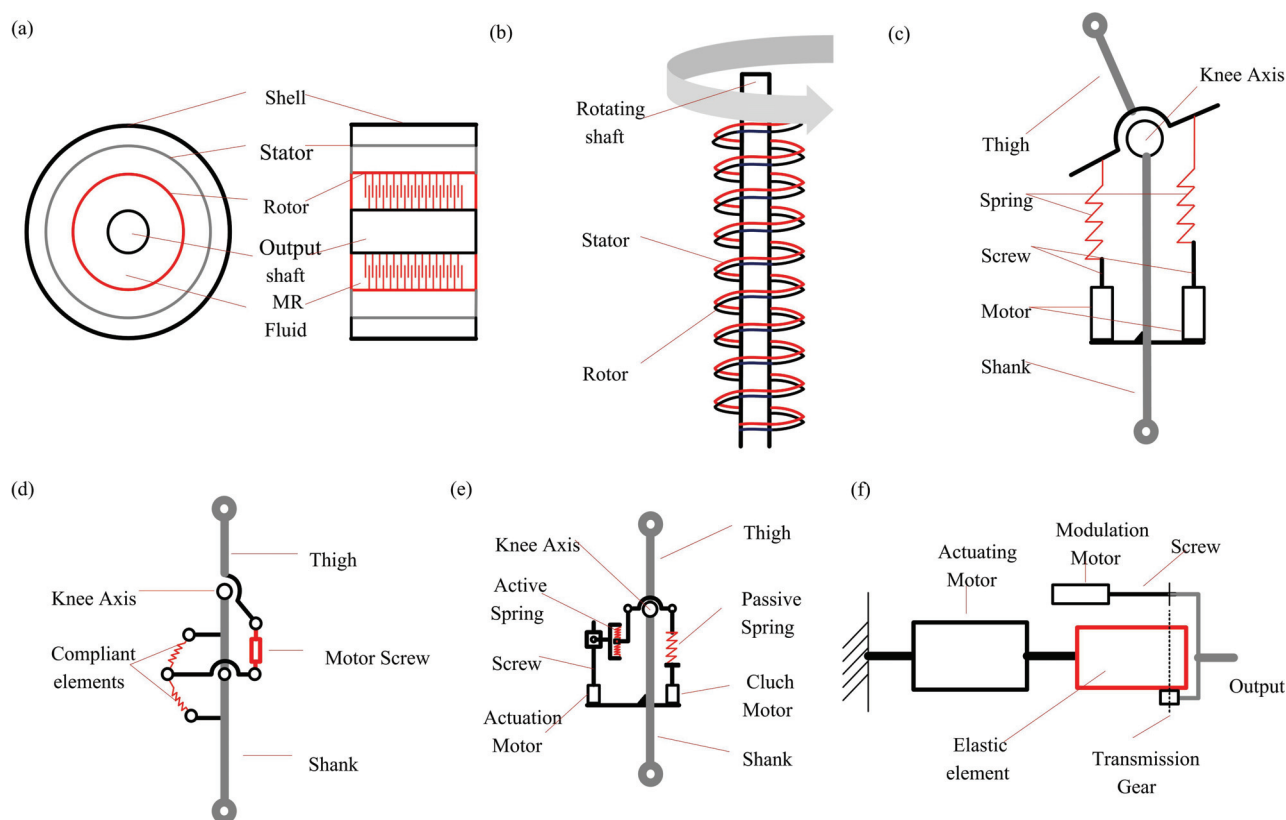 (a)
Shell
Stator
Rotor
Output
shaft
MR
Fluid
(b)
Rotating
shaft
Stator
Rotor
(c)
Knee Axis
Thigh
Spring
Screw
Motor
Shank
(d)
Thigh
Knee Axis
Compliant
elements
Motor Screw
Shank
(e)
Knee Axis
Thigh
Active
Spring
Passive
Spring
Screw
Cluch
Motor
Actuation
Motor
Shank
(f)
Modulation
Motor
Screw
Actuating
Motor
Output
Elastic
element
Transmission
Gear